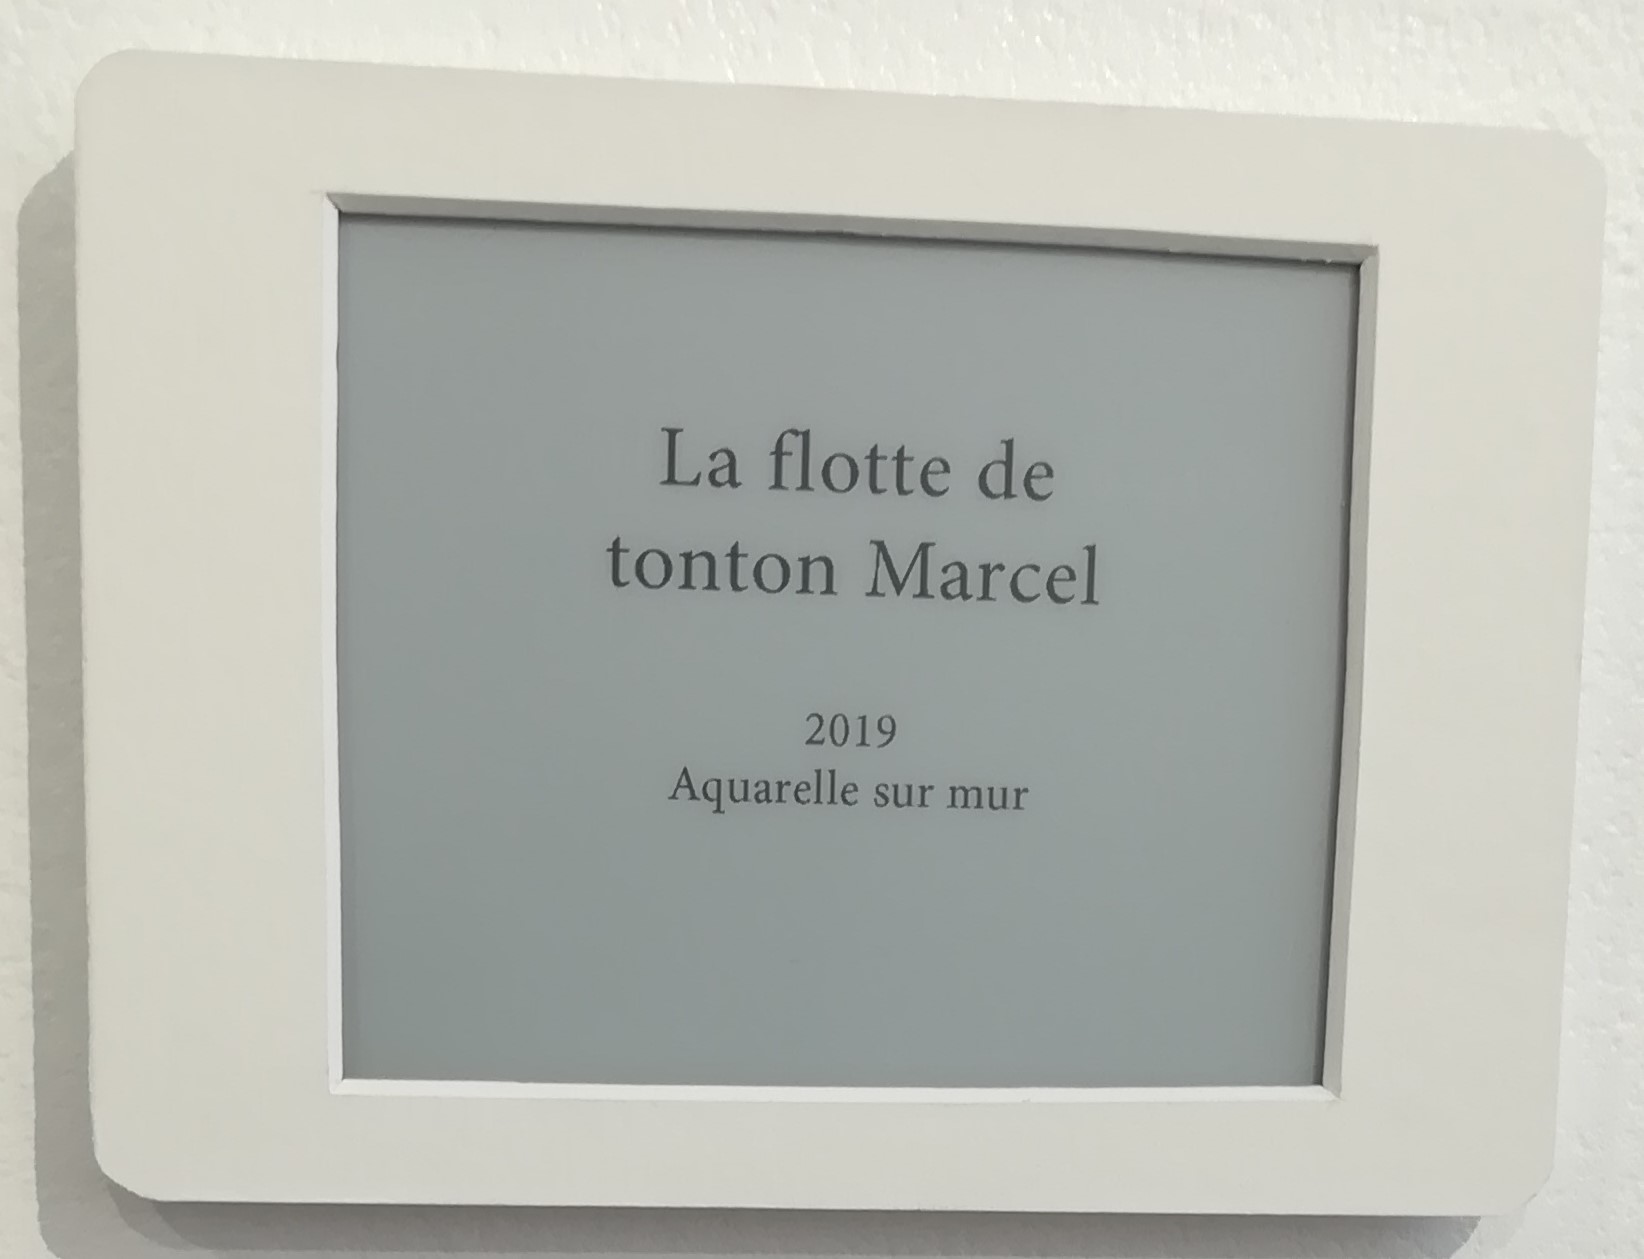 La flotte de
tonton Marcel
2019
Aquarelle sur mur